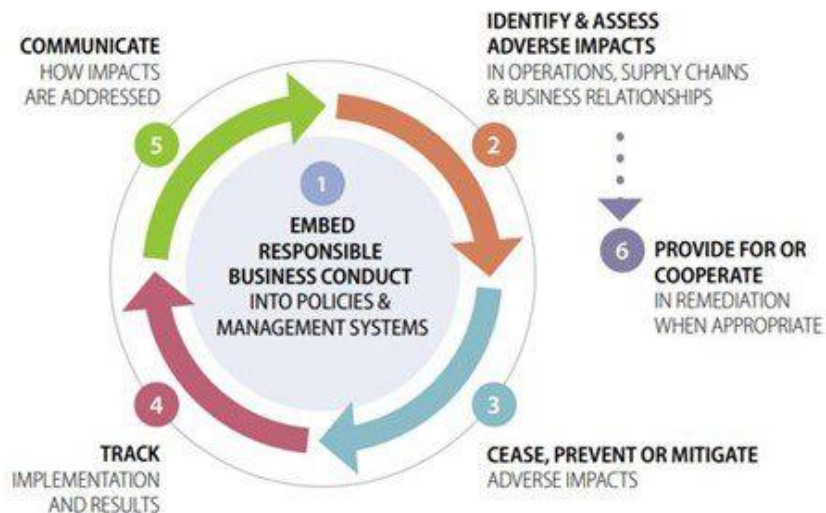 COMMUNICATE
HOW IMPACTS
ARE ADDRESSED
5
IDENTIFY & ASSESS
ADVERSE IMPACTS
IN OPERATIONS, SUPPLY CHAINS
& BUSINESS RELATIONSHIPS
2
1
EMBED
RESPONSIBLE
BUSINESS CONDUCT
INTO POLICIES &
MANAGEMENT SYSTEMS
6
PROVIDE FOR OR
COOPERATE
IN REMEDIATION
WHEN APPROPRIATE
4
TRACK
IMPLEMENTATION
AND RESULTS
3
CEASE, PREVENT OR MITIGATE
ADVERSE IMPACTS